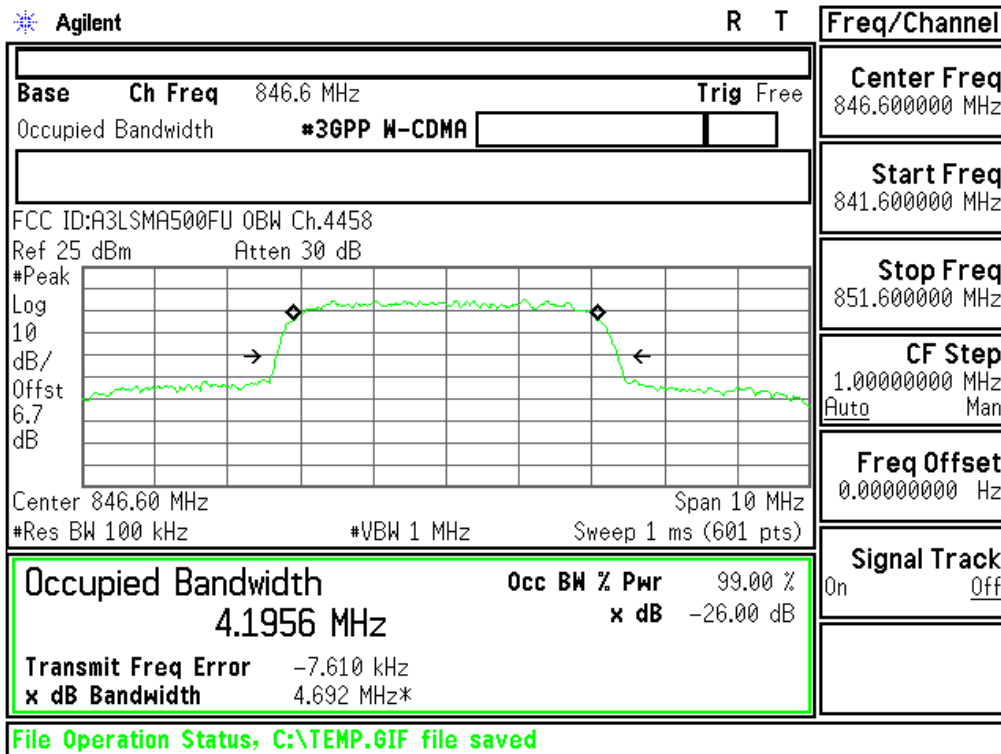 Agilent
R T
Freq/Channel
Base Ch Freq 846.6 MHz Trig Free
Occupied Bandwidth #3GPP W-CDMA
FCC ID:A3LSMA500FU OBW Ch.4458
Ref 25 dBm Atten 30 dB
#Peak
Log
10
dB/
Offst
6.7
dB
Center 846.60 MHz Span 10 MHz
#Res BW 100 kHz #VBW 1 MHz Sweep 1 ms (601 pts)
Occupied Bandwidth
4.1956 MHz
Occ BW % Pwr 99.00 %
x dB -26.00 dB
Transmit Freq Error -7.610 kHz
x dB Bandwidth 4.692 MHz*
Center Freq
846.600000 MHz
Start Freq
841.600000 MHz
Stop Freq
851.600000 MHz
CF Step
1.00000000 MHz
Auto Man
Freq Offset
0.00000000 Hz
Signal Track
On Off
File Operation Status, C:\TEMP.GIF file saved